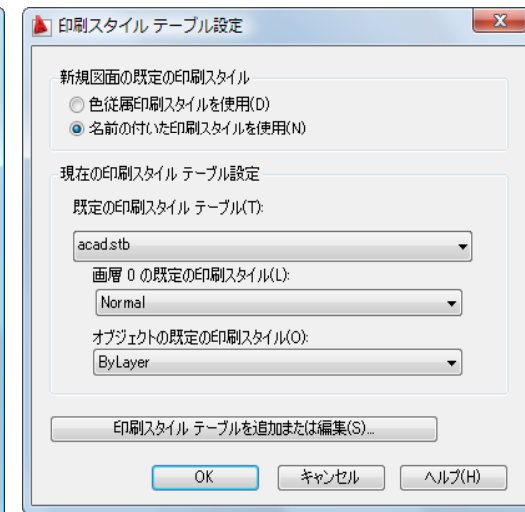 印刷スタイル テーブル設定
新規図面の既定の印刷スタイル
色従属印刷スタイルを使用(D)
名前の付いた印刷スタイルを使用(N)
現在の印刷スタイル テーブル設定
既定の印刷スタイル テーブル(T):
acad.stb
画層 0 の既定の印刷スタイル(L):
Normal
オブジェクトの既定の印刷スタイル(O):
ByLayer
印刷スタイル テーブルを追加または編集(S)...
OK キャンセル ヘルプ(H)